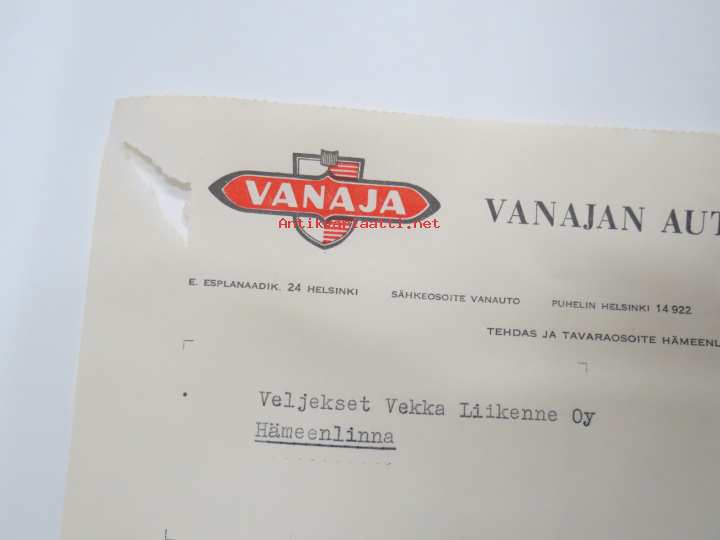 VANAJA
Antikvaplaatti.net
VANAJAN AUT
E. ESPLANAADIK. 24 HELSINKI SÄHKEOSOITE VANAUTO PUHELIN HELSINKI 14 922
TEHDAS JA TAVARAOSOITE HÄMEENL
Veljekset Vekka Liikenne Oy
Hämeenlinna